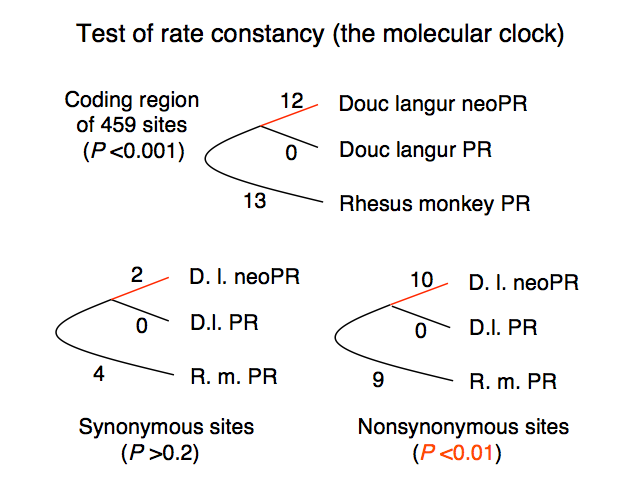 Test of rate constancy (the molecular clock)
Coding region
of 459 sites
(P <0.001)
12
Douc langur neoPR
0
Douc langur PR
13
Rhesus monkey PR
2
D. l. neoPR
0
D.l. PR
4
R. m. PR
Synonymous sites
(P >0.2)
10
D. l. neoPR
0
D.l. PR
9
R. m. PR
Nonsynonymous sites
(P <0.01)